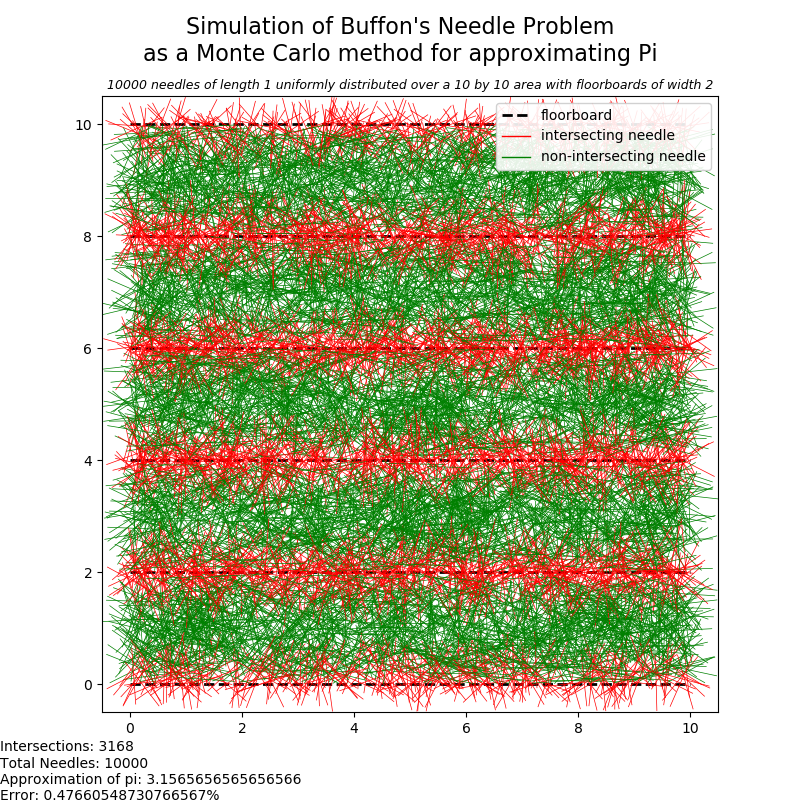 Simulation of Buffon's Needle Problem
as a Monte Carlo method for approximating Pi
10000 needles of length 1 uniformly distributed over a 10 by 10 area with floorboards of width 2
floorboard
intersecting needle
non-intersecting needle
10
8
6
4
2
0
0 2 4 6 8 10
Intersections: 3168
Total Needles: 10000
Approximation of pi: 3.1565656565656566
Error: 0.47660548730766567%